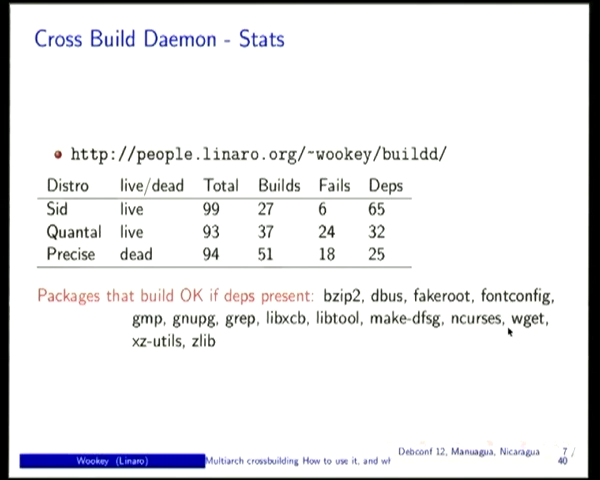 Cross Build Daemon - Stats
http://people.linaro.org/~wookey/buildd/
Distro live/dead Total Builds Fails Deps
Sid live 99 27 6 65
Quantal live 93 37 24 32
Precise dead 94 51 18 25
Packages that build OK if deps present: bzip2, dbus, fakeroot, fontconfig,
gmp, gnupg, grep, libxcb, libtool, make-dfsg, ncurses, wget,
xz-utils, zlib
Wookey (Linaro)
Multiarch crossbuilding How to use it, and wh
Debconf 12, Managua, Nicaragua
7 /
40